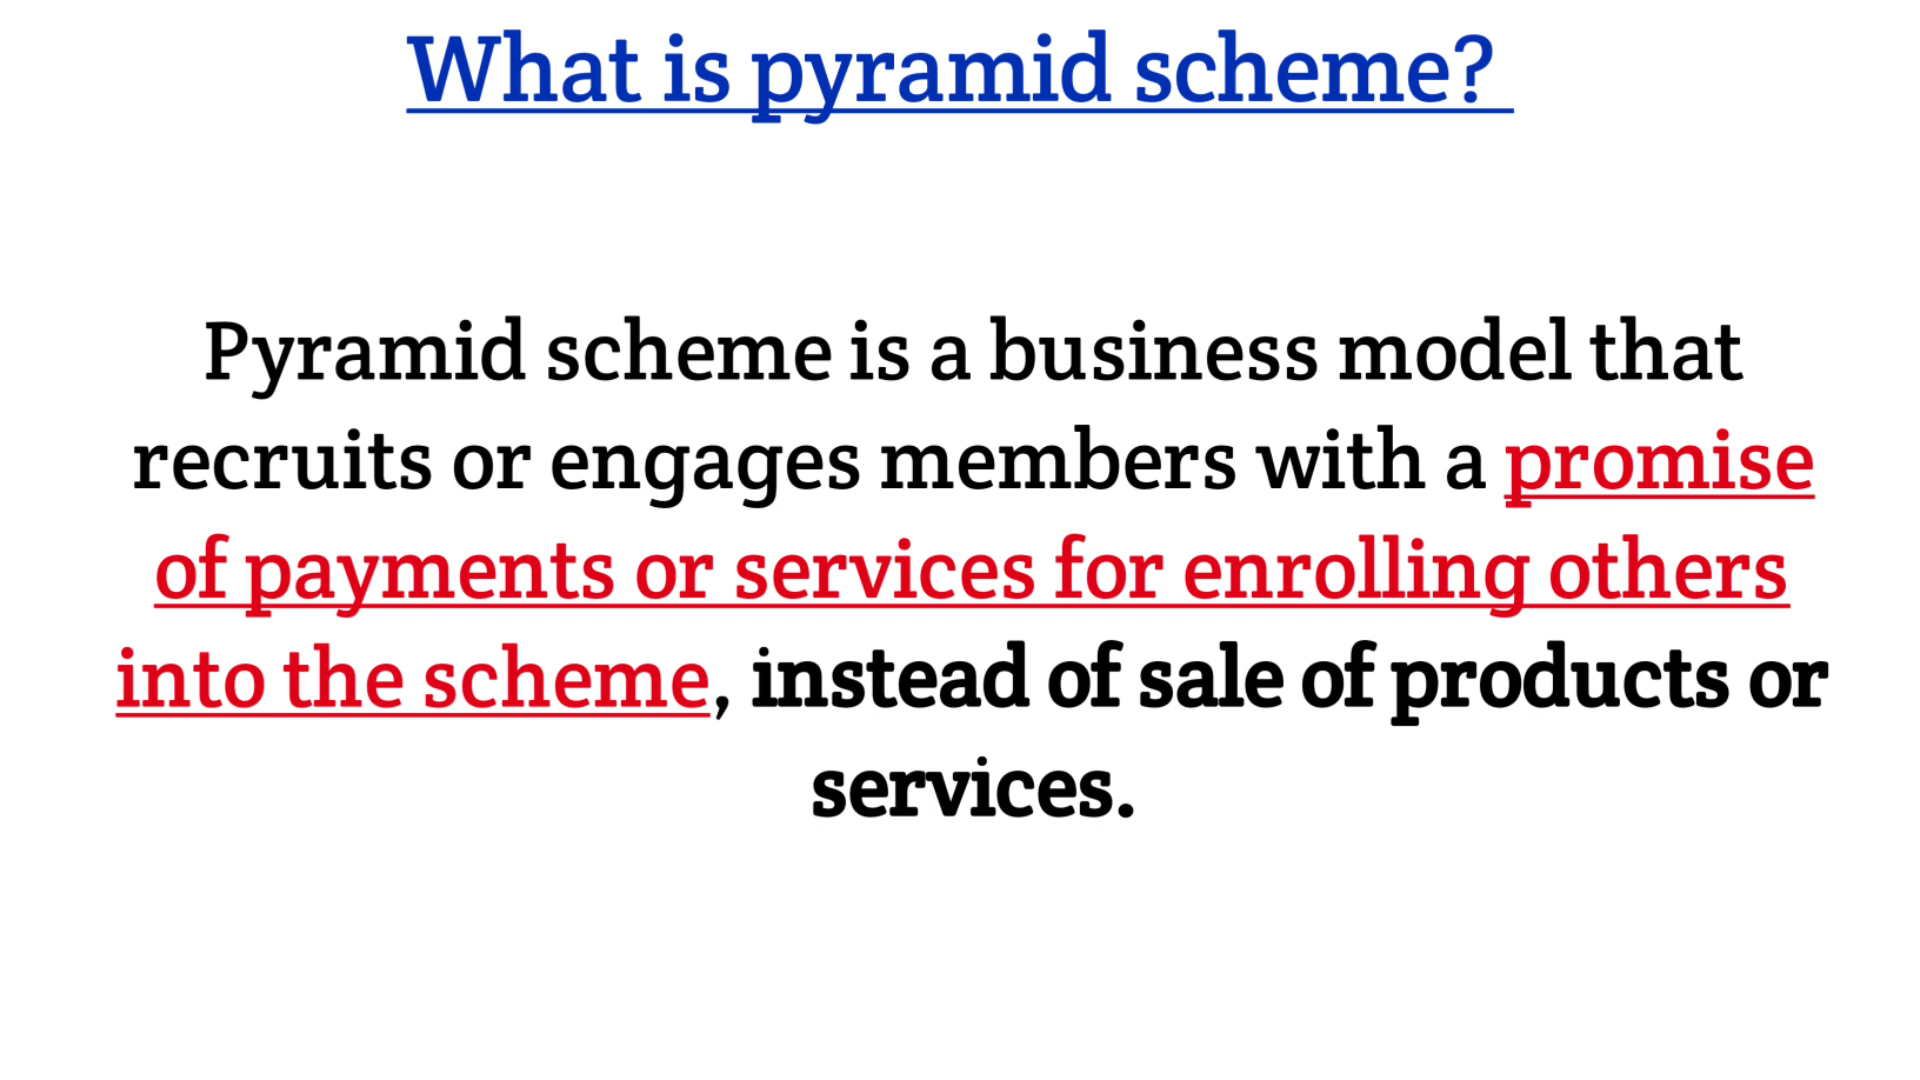 What is pyramid scheme?
Pyramid scheme is a business model that
recruits or engages members with a promise
of payments or services for enrolling others
into the scheme, instead of sale of products or
services.